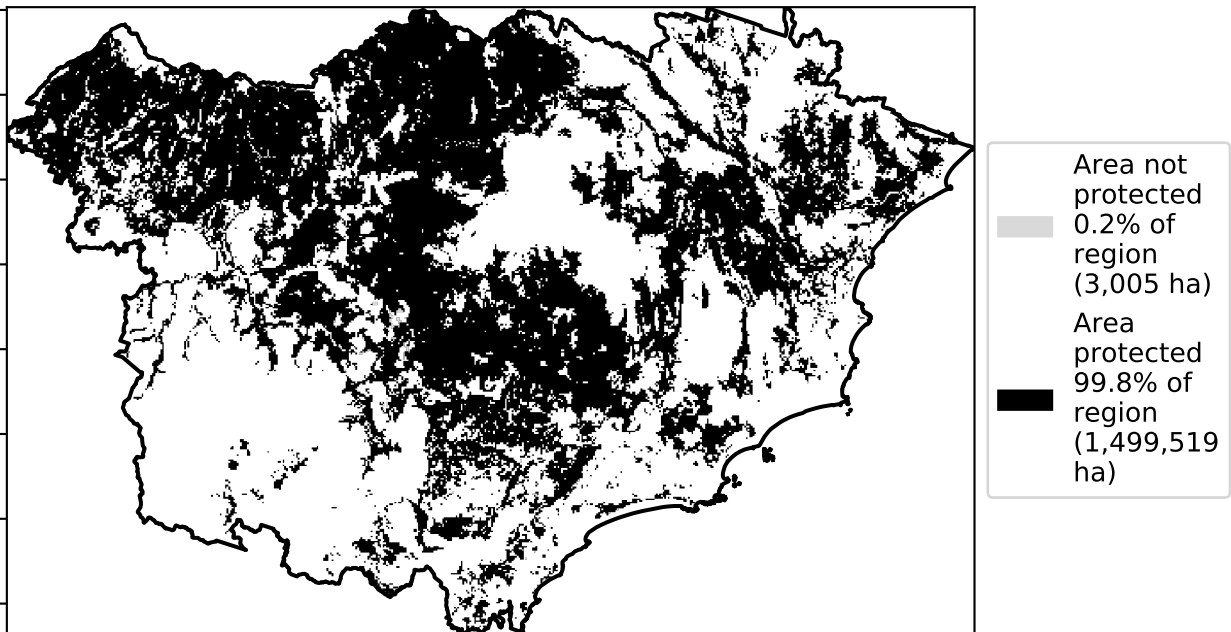 Area not
protected
0.2% of
region
(3,005 ha)
Area
protected
99.8% of
region
(1,499,519
ha)